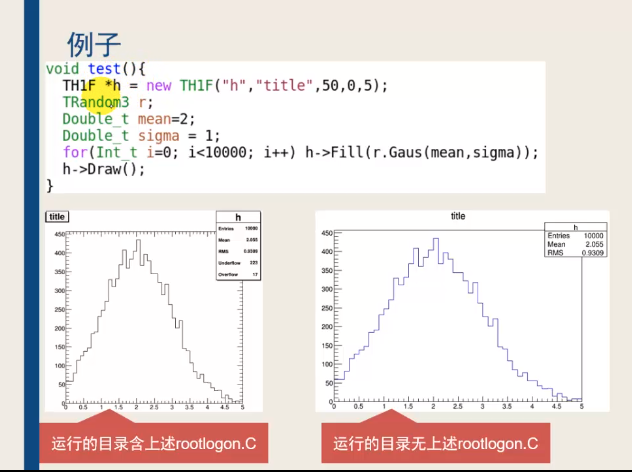 例子
void test(){
TH1F *h = new TH1F("h","title",50,0,5);
TRandom3 r;
Double_t mean=2;
Double_t sigma = 1;
for(Int_t i=0; i<10000; i++) h->Fill(r.Gaus(mean,sigma));
h->Draw();
}
title
h
Entries 10000
Mean 2.055
RMS 0.9309
Underflow 223
Overflow 17
450
400
350
300
250
200
150
100
50
0
0 0.5 1 1.5 2 2.5 3 3.5 4 4.5 5
运行的目录含上述rootlogon.C
title
h
Entries 10000
Mean 2.055
RMS 0.9309
450
400
350
300
250
200
150
100
50
0
0 0.5 1 1.5 2 2.5 3 3.5 4 4.5 5
运行的目录无上述rootlogon.C